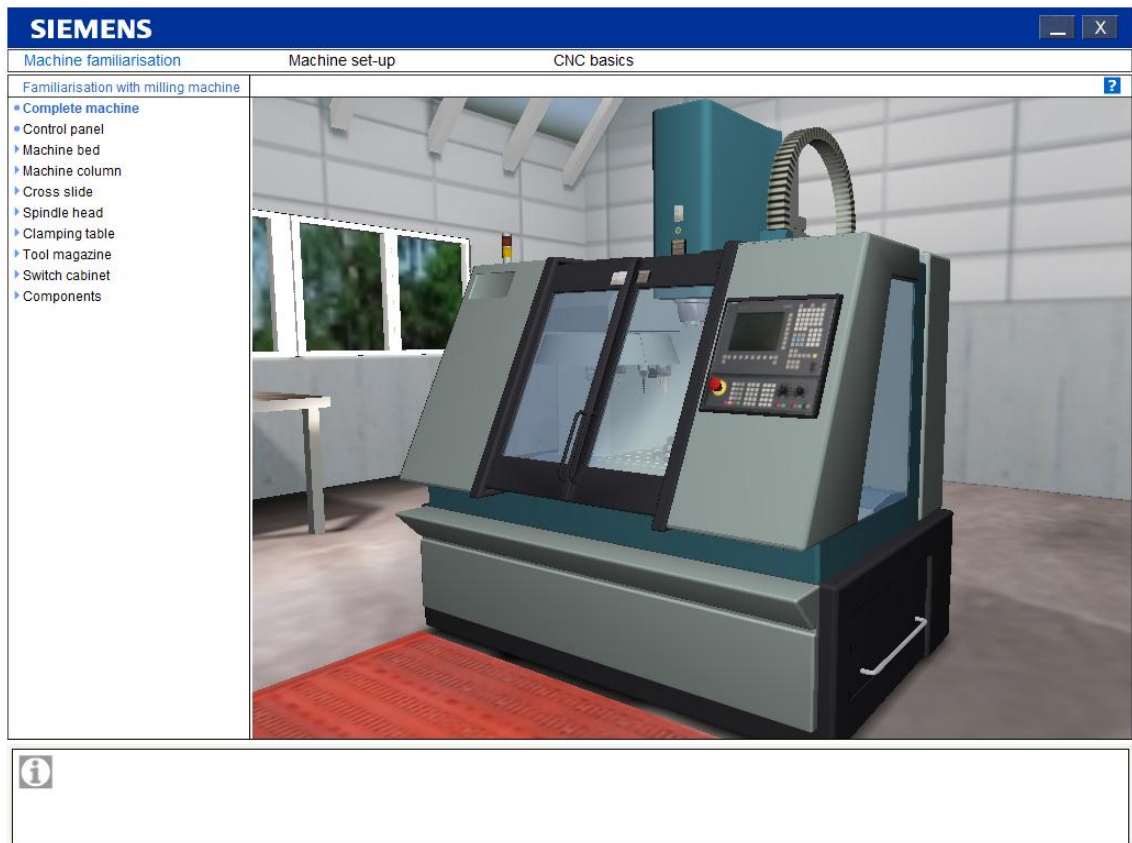 SIEMENS
X
Machine familiarisation Machine set-up CNC basics
Familiarisation with milling machine
?
Complete machine
Control panel
Machine bed
Machine column
Cross slide
Spindle head
Clamping table
Tool magazine
Switch cabinet
Components
i